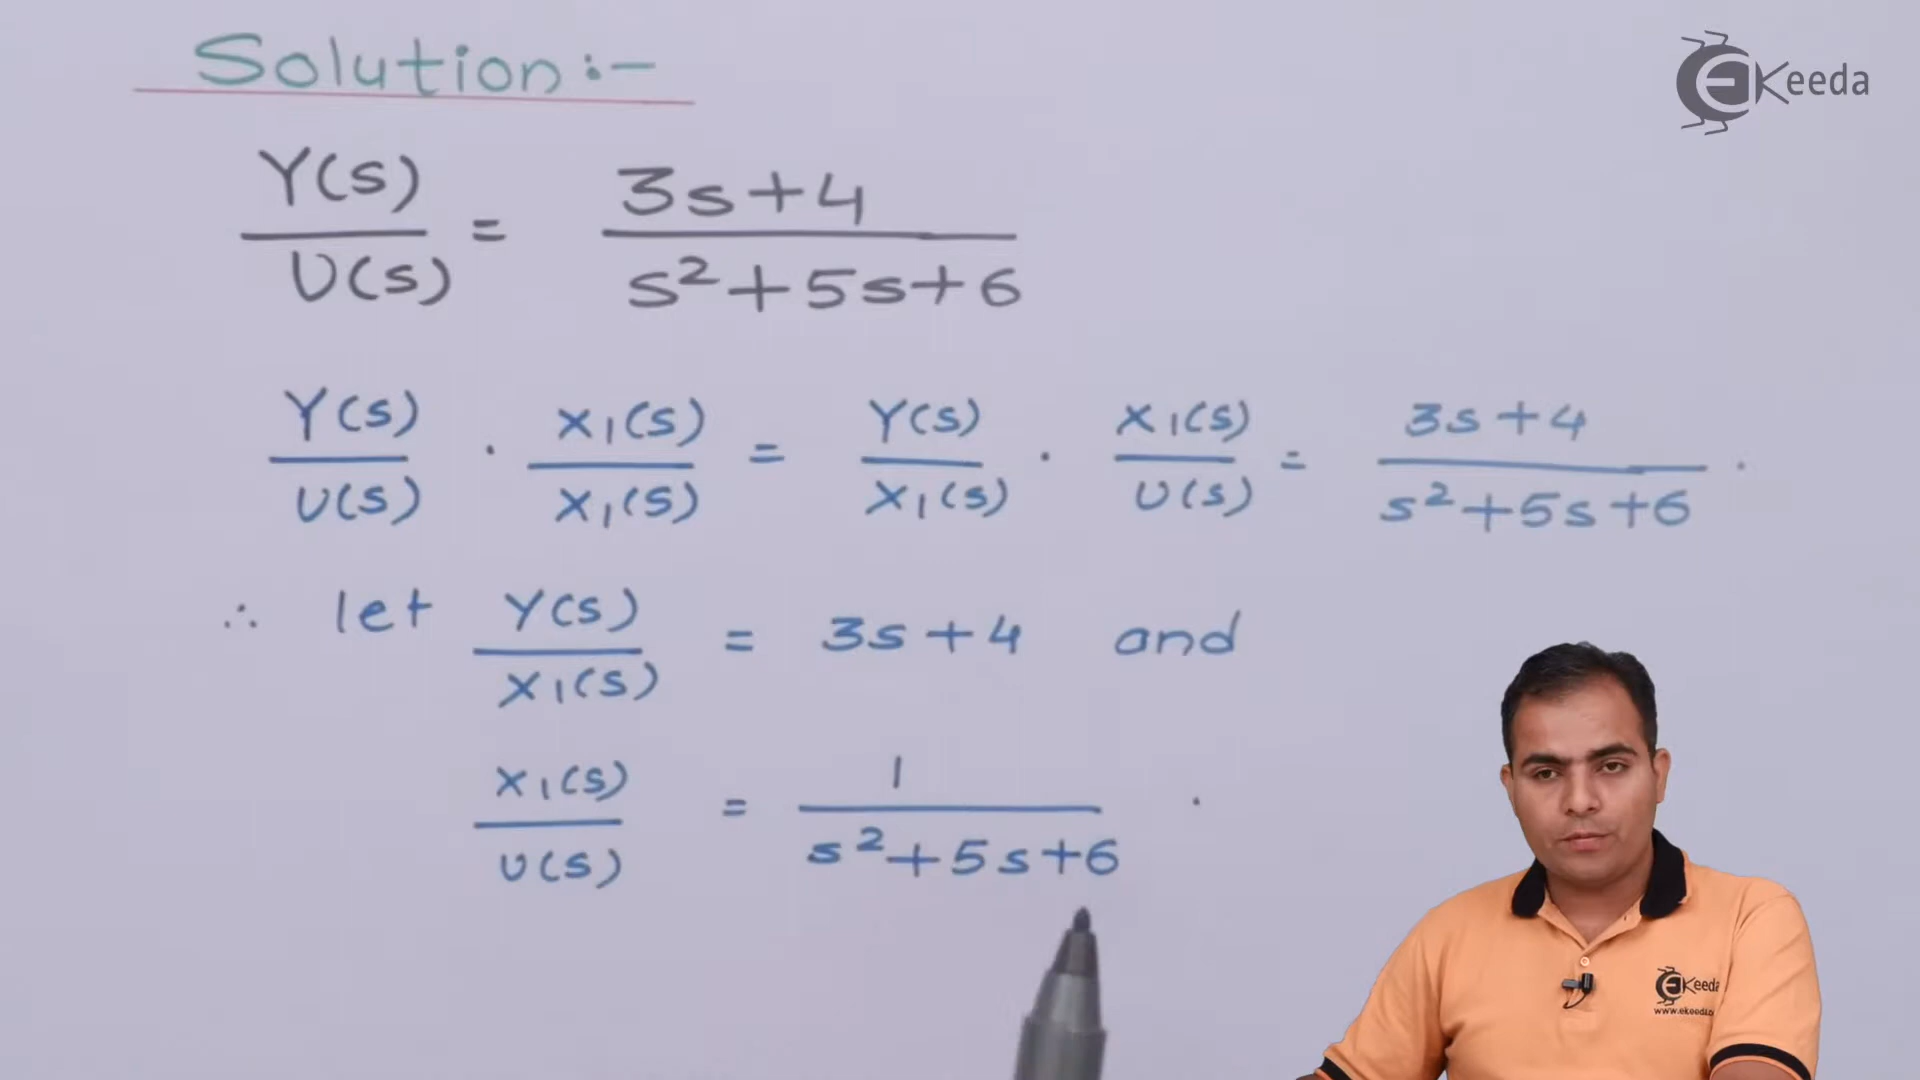 Solution:-
Keeda
Y(s)/U(s) = 3s+4/s²+5s+6
Y(s)/U(s) · X₁(s)/X₁(s) = Y(s)/X₁(s) · X₁(s)/U(s) = 3s+4/s²+5s+6 .
∴ let Y(s)/X₁(s) = 3s+4 and
X₁(s)/U(s) = 1/s²+5s+6 .
Keeda